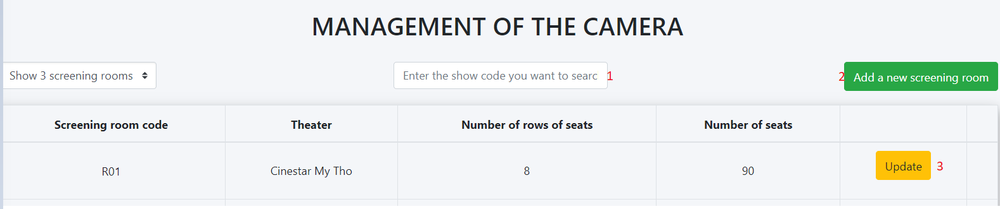 MANAGEMENT OF THE CAMERA
Show 3 screening rooms
Enter the show code you want to searc 1
2 Add a new screening room
Screening room code Theater Number of rows of seats Number of seats
R01 Cinestar My Tho 8 90 Update 3